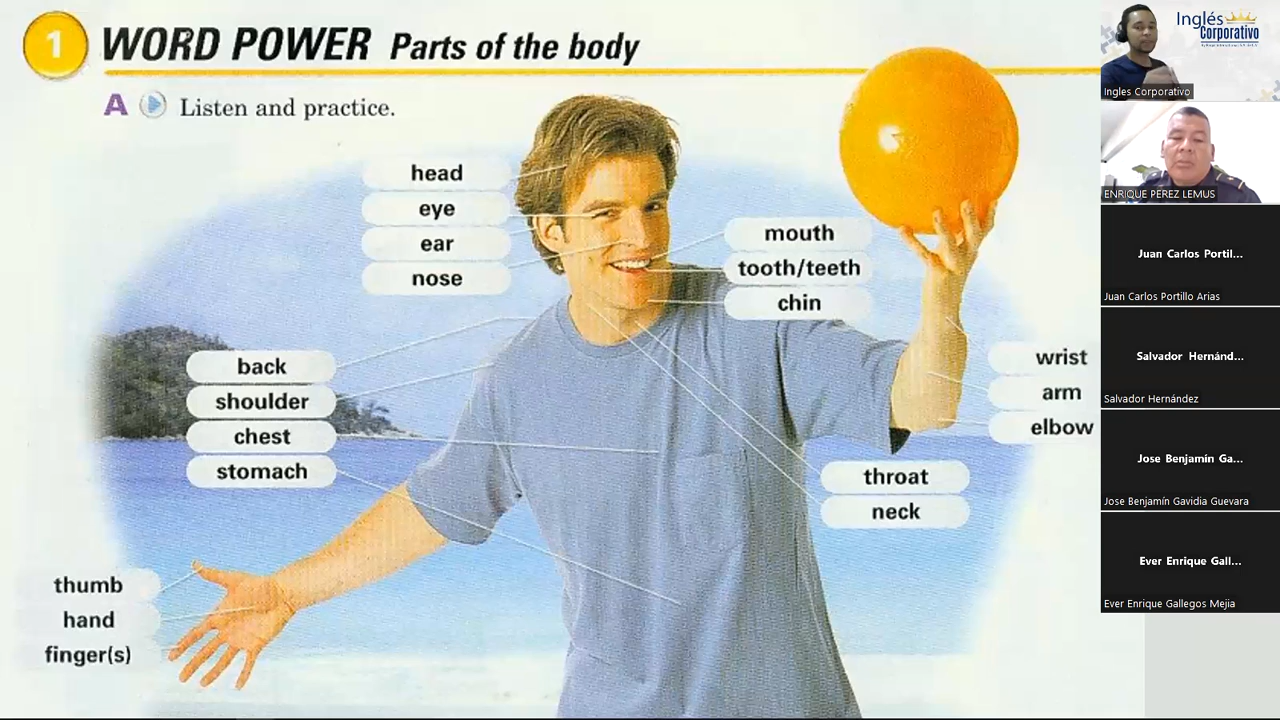 1 WORD POWER Parts of the body
A Listen and practice.
head
eye
ear
nose
mouth
tooth/teeth
chin
back
shoulder
chest
stomach
wrist
arm
elbow
throat
neck
thumb
hand
finger(s)
Inglés
Corporativo
Ingles Corporativo
ENRIQUE PEREZ LEMUS
Juan Carlos Portil...
Juan Carlos Portillo Arias
Salvador Hernánd...
Salvador Hernández
Jose Benjamín Ga...
Jose Benjamín Gavidia Guevara
Ever Enrique Gall...
Ever Enrique Gallegos Mejia